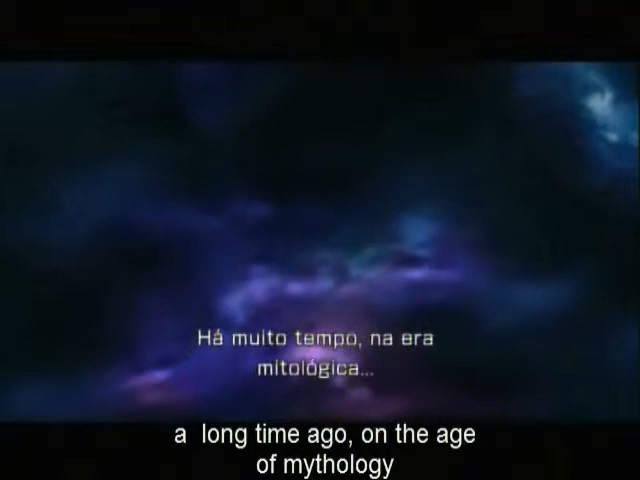 Há muito tempo, na era
mitológica...
a  long time ago, on the age
of mythology